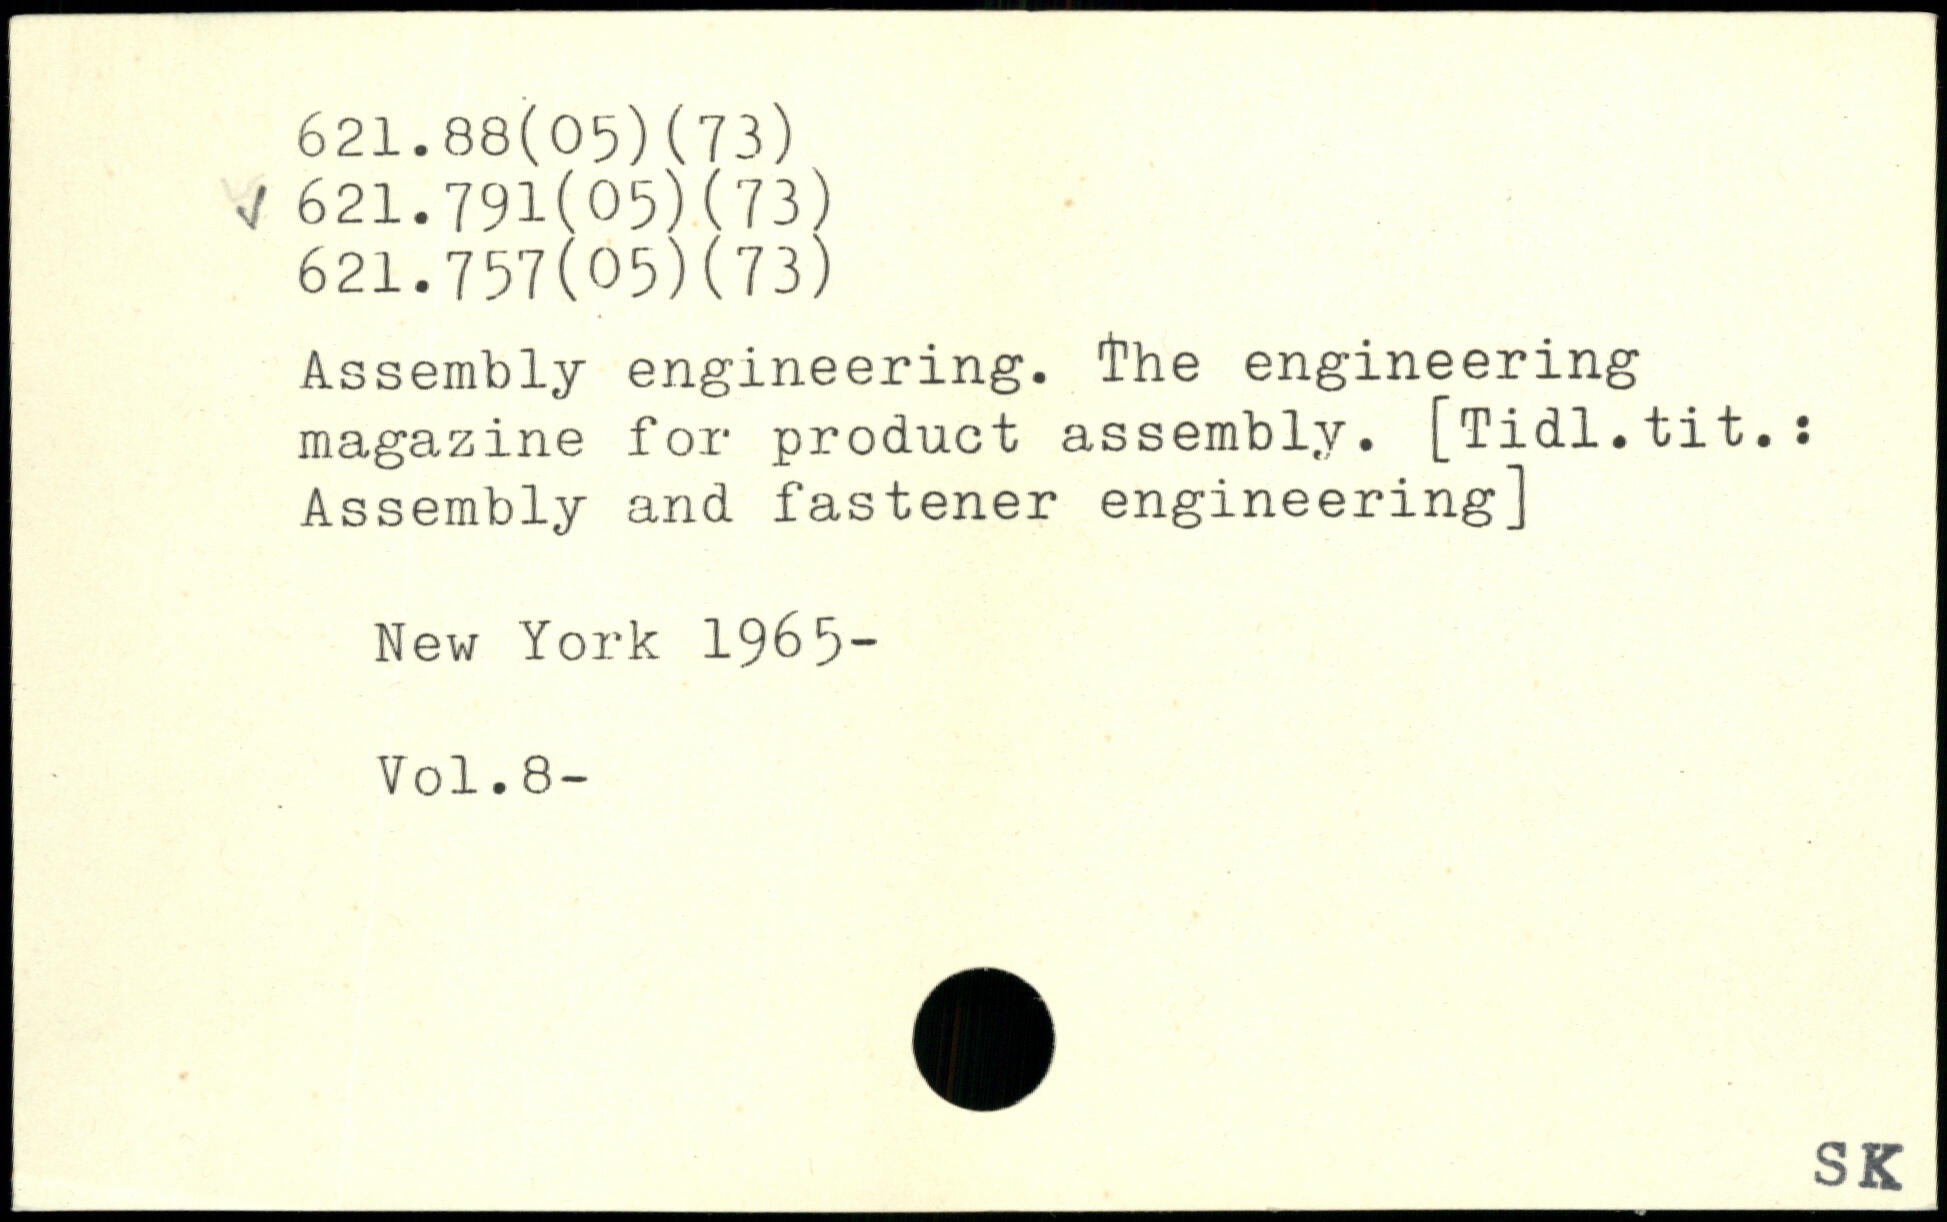 621.88(05)(73)
✓ 621.791(05)(73)
621.757(05)(73)
Assembly engineering. The engineering
magazine for product assembly. [Tidl.tit.:
Assembly and fastener engineering]
New York 1965-
Vol.8-
SK